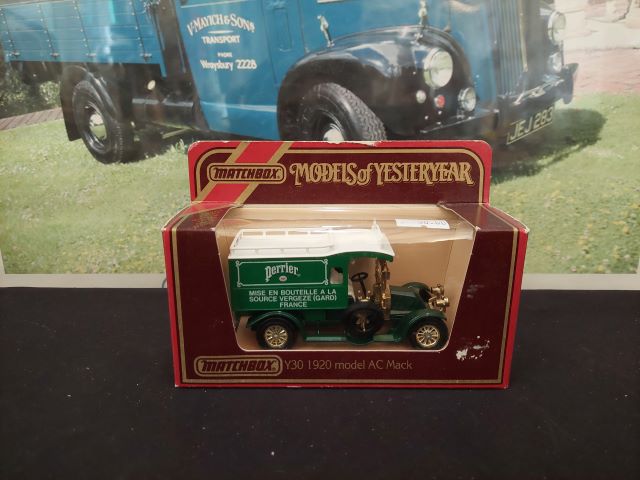 V. MAYICH & SONS
TRANSPORT
PHONE
Wraysbury 2228
JEJ 283
MATCHBOX
MODELS of YESTERYEAR
Perrier
MISE EN BOUTEILLE A LA
SOURCE VERGEZE (GARD)
FRANCE
MATCHBOX
Y30 1920 model AC Mack